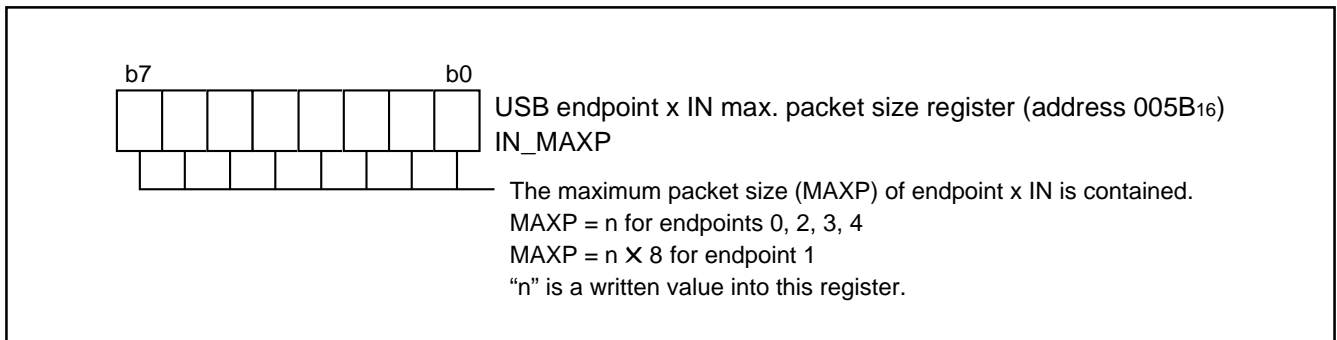 b7 b0
USB endpoint x IN max. packet size register (address 005B16)
IN_MAXP
The maximum packet size (MAXP) of endpoint x IN is contained.
MAXP = n for endpoints 0, 2, 3, 4
MAXP = n X 8 for endpoint 1
“n” is a written value into this register.